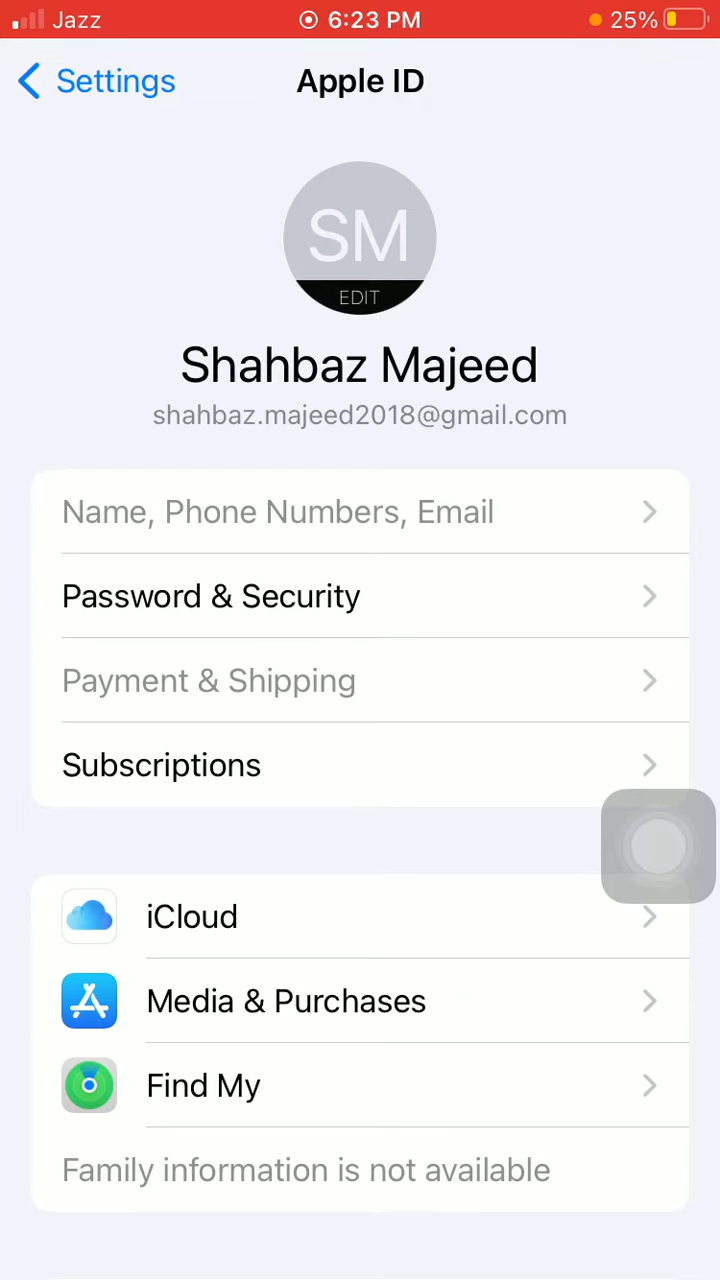 Jazz 6:23 PM 25%
Settings Apple ID
SM
EDIT
Shahbaz Majeed
shahbaz.majeed2018@gmail.com
Name, Phone Numbers, Email
Password & Security
Payment & Shipping
Subscriptions
iCloud
Media & Purchases
Find My
Family information is not available